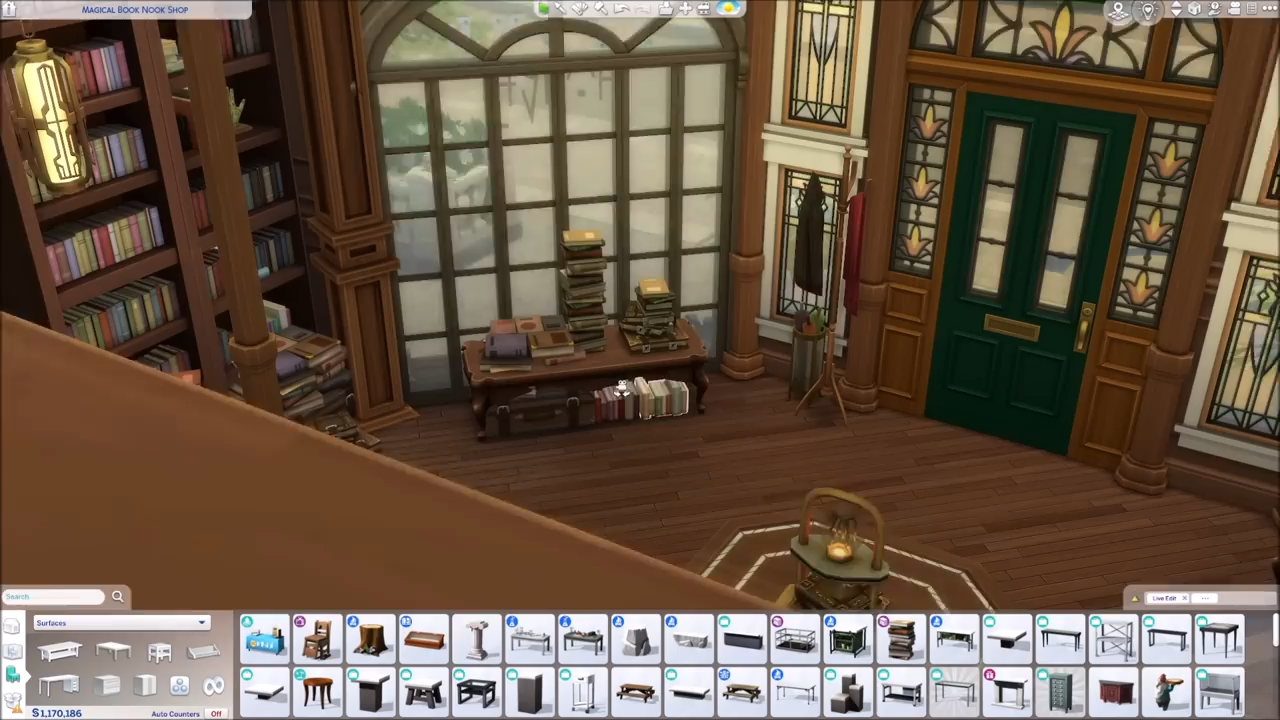 Magical Book Nook Shop
Search
Live Edit
Surfaces
$1,170,186
Auto Counters
Off